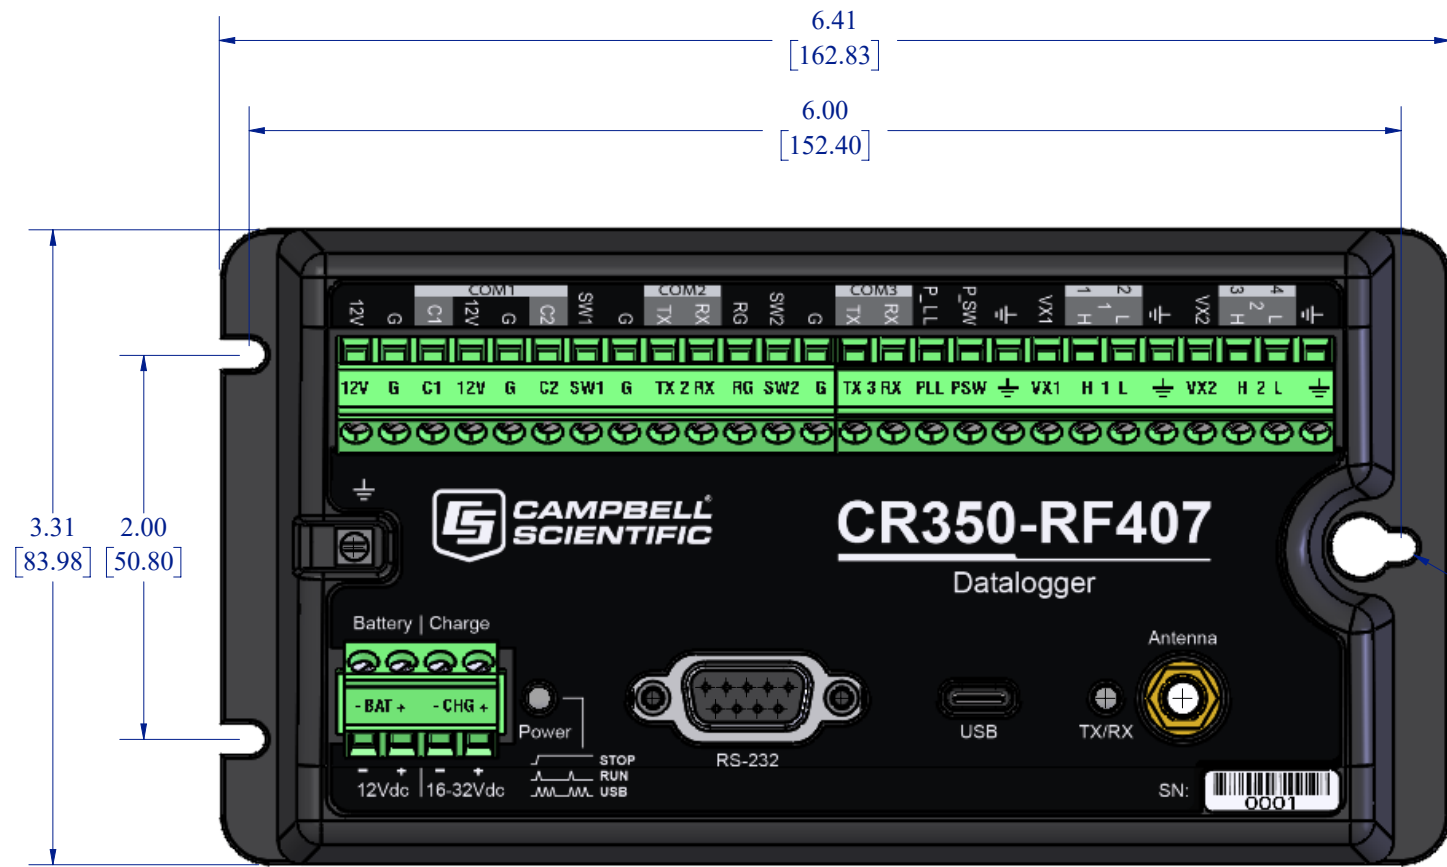 6.41
[162.83]
6.00
[152.40]
3.31
[83.98]
2.00
[50.80]
COM1 COM2 COM3 1 2 3 4
12V G C1 12V G C2 SW1 G TX RX RG SW2 G TX RX P_LL P_SW VX1 H 1 L VX2 H 2 L
12V G C1 12V G C2 SW1 G TX 2 RX RG SW2 G TX 3 RX PLL PSW VX1 H 1 L VX2 H 2 L
CAMPBELL®
SCIENTIFIC
CR350-RF407
Datalogger
Battery | Charge
Antenna
- BAT + - CHG +
Power
USB
TX/RX
RS-232
STOP
RUN
USB
- + - +
12Vdc | 16-32Vdc
SN:
0001